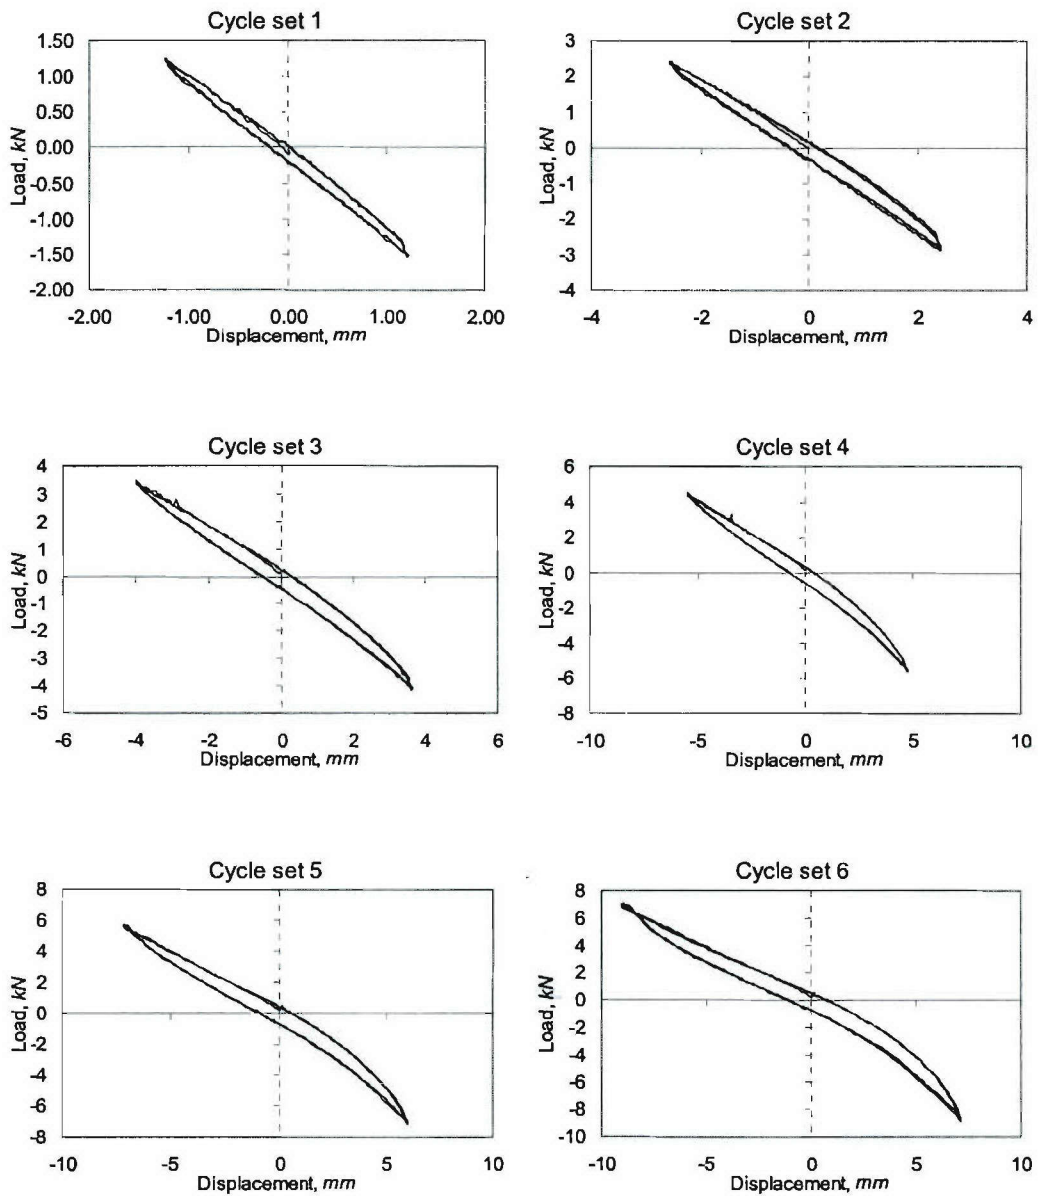 Cycle set 1
1.50
1.00
0.50
0.00
-0.50
-1.00
-1.50
-2.00
Load, kN
-2.00 -1.00 0.00 1.00 2.00
Displacement, mm
Cycle set 2
3
2
1
0
-1
-2
-3
-4
Load, kN
-4 -2 0 2 4
Displacement, mm
Cycle set 3
4
3
2
1
0
-1
-2
-3
-4
-5
Load, kN
-6 -4 -2 0 2 4 6
Displacement, mm
Cycle set 4
6
4
2
0
-2
-4
-6
-8
Load, kN
-10 -5 0 5 10
Displacement, mm
Cycle set 5
8
6
4
2
0
-2
-4
-6
-8
Load, kN
-10 -5 0 5 10
Displacement, mm
Cycle set 6
8
6
4
2
0
-2
-4
-6
-8
-10
Load, kN
-10 -5 0 5 10
Displacement, mm